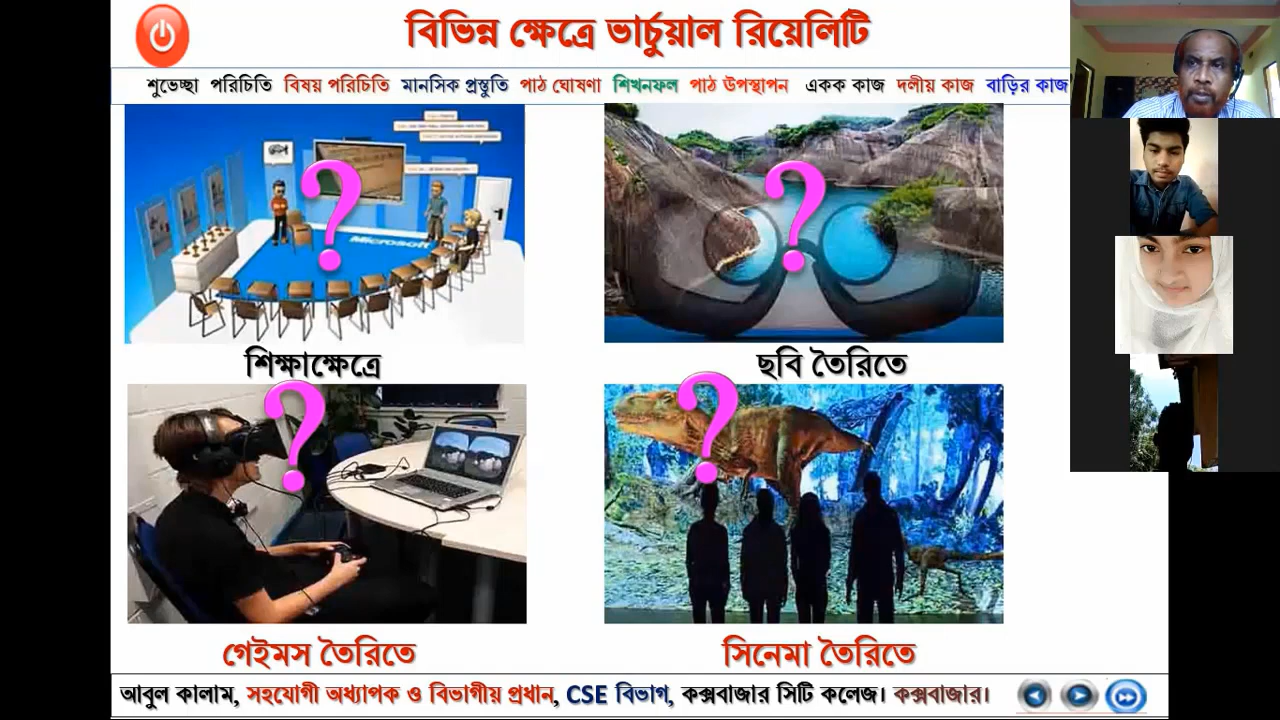 বিভিন্ন ক্ষেত্রে ভার্চুয়াল রিয়েলিটি
শুভেচ্ছা পরিচিতি বিষয় পরিচিতি মানসিক প্রস্তুতি পাঠ ঘোষণা শিখনফল পাঠ উপস্থাপন একক কাজ দলীয় কাজ বাড়ির কাজ
?
?
Microsoft
শিক্ষাক্ষেত্রে
ছবি তৈরিতে
?
?
গেইমস তৈরিতে
সিনেমা তৈরিতে
আবুল কালাম, সহযোগী অধ্যাপক ও বিভাগীয় প্রধান, CSE বিভাগ, কক্সবাজার সিটি কলেজ। কক্সবাজার।